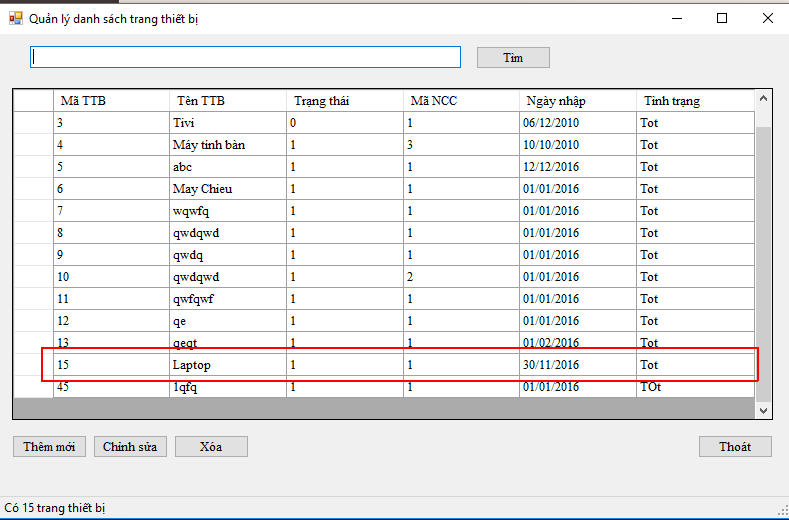 Quản lý danh sách trang thiết bị
Tìm
Mã TTB Tên TTB Trạng thái Mã NCC Ngày nhập Tình trạng
3 Tivi 0 1 06/12/2010 Tot
4 Máy tính bàn 1 3 10/10/2010 Tot
5 abc 1 1 12/12/2016 Tot
6 May Chieu 1 1 01/01/2016 Tot
7 wqwfq 1 1 01/01/2016 Tot
8 qwdqwd 1 1 01/01/2016 Tot
9 qwdq 1 1 01/01/2016 Tot
10 qwdqwd 1 2 01/01/2016 Tot
11 qwfqwf 1 1 01/01/2016 Tot
12 qe 1 1 01/01/2016 Tot
13 qeqt 1 1 01/02/2016 Tot
15 Laptop 1 1 30/11/2016 Tot
45 1qfq 1 1 01/01/2016 TOt
Thêm mới Chỉnh sửa Xóa Thoát
Có 15 trang thiết bị